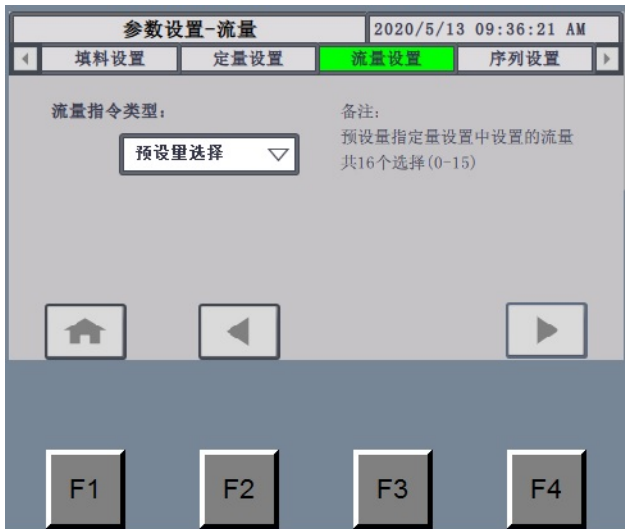 参数设置-流量
2020/5/13 09:36:21 AM
填料设置
定量设置
流量设置
序列设置
流量指令类型:
备注:
预设里选择
预设量指定量设置中设置的流量
共16个选择(0-15)
F1
F2
F3
F4